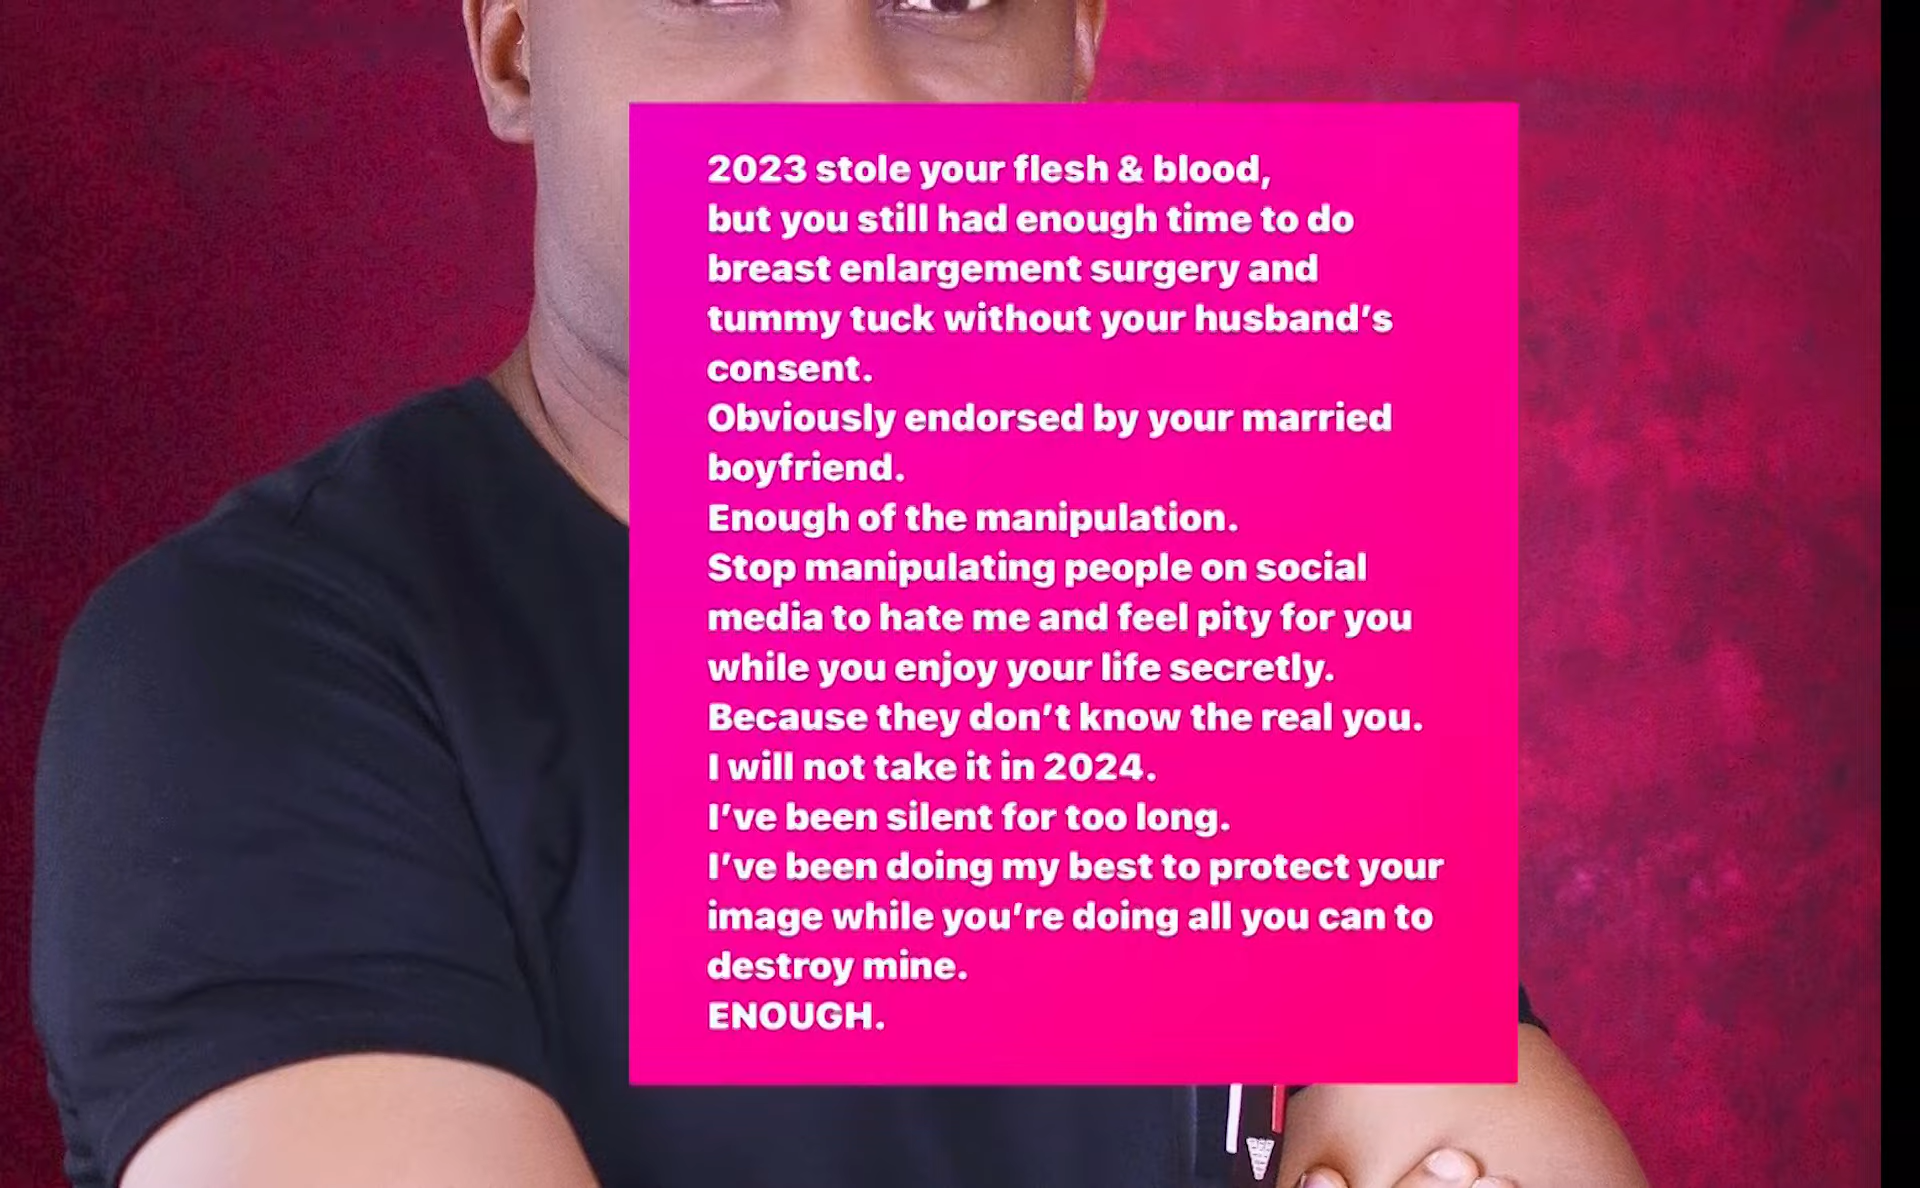 2023 stole your flesh & blood,
but you still had enough time to do
breast enlargement surgery and
tummy tuck without your husband’s
consent.
Obviously endorsed by your married
boyfriend.
Enough of the manipulation.
Stop manipulating people on social
media to hate me and feel pity for you
while you enjoy your life secretly.
Because they don’t know the real you.
I will not take it in 2024.
I’ve been silent for too long.
I’ve been doing my best to protect your
image while you’re doing all you can to
destroy mine.
ENOUGH.